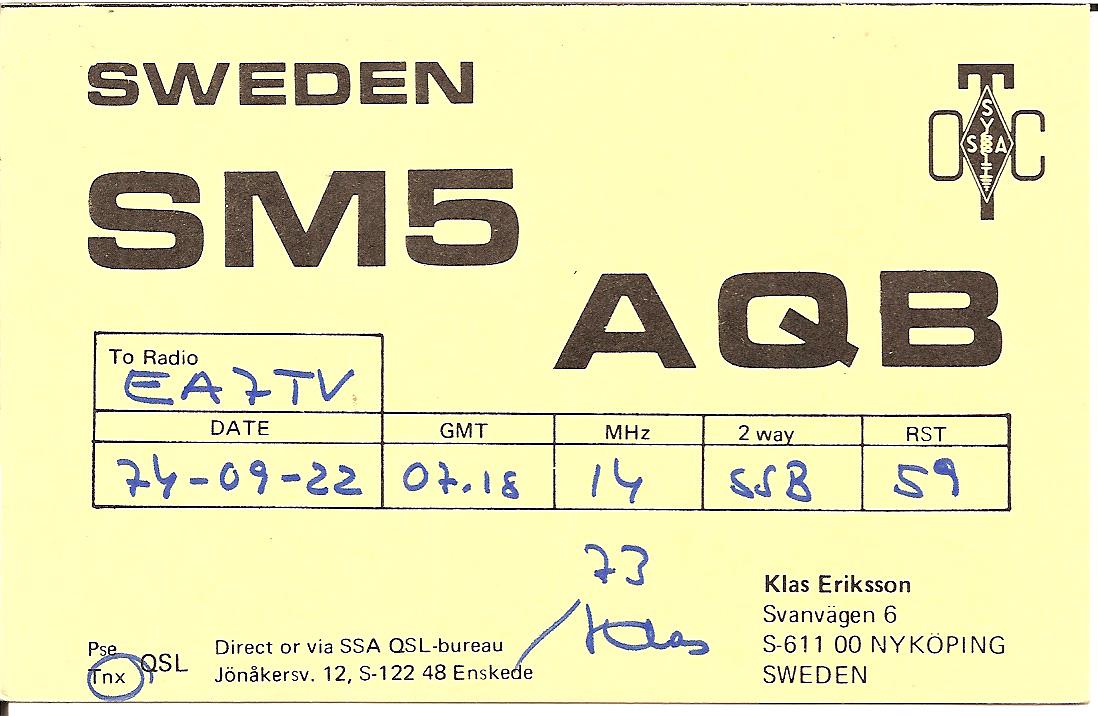 SWEDEN
T
O C
SSA
SM5
AQB
To Radio
EA7TV
DATE GMT MHz 2 way RST
74-09-22 07.18 14 SSB 59
73
Klas
Klas Eriksson
Svanvägen 6
S-611 00 NYKÖPING
SWEDEN
Pse
Tnx QSL
Direct or via SSA QSL-bureau
Jönåkersv. 12, S-122 48 Enskede